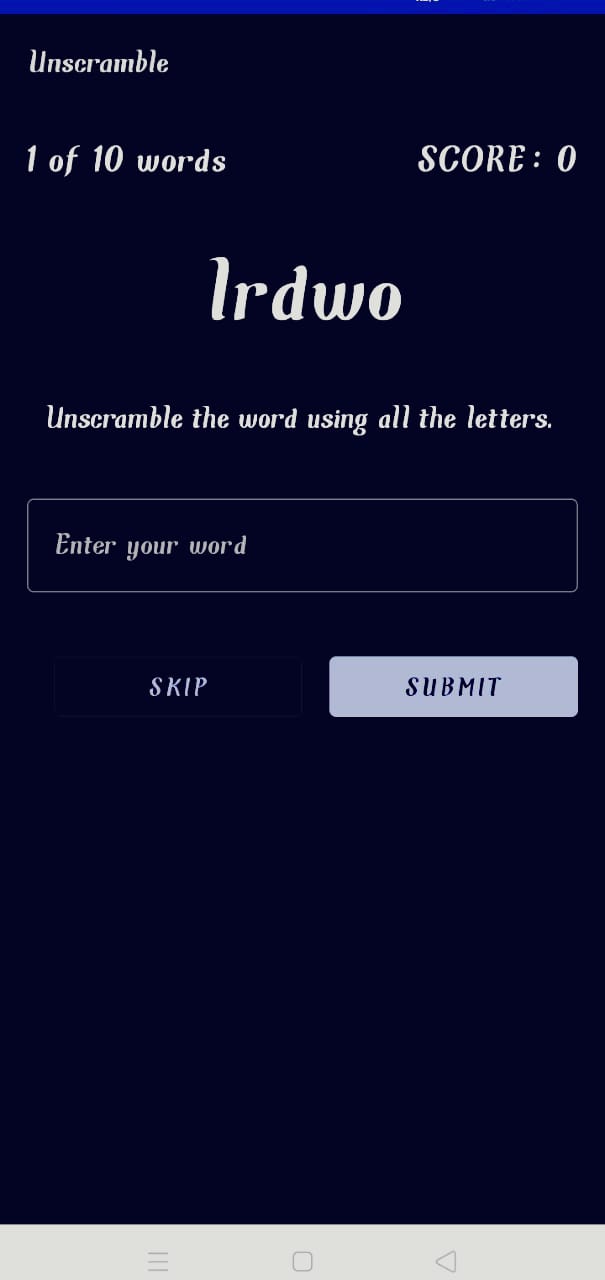 Unscramble
1 of 10 words SCORE: 0
lrdwo
Unscramble the word using all the letters.
Enter your word
SKIP SUBMIT